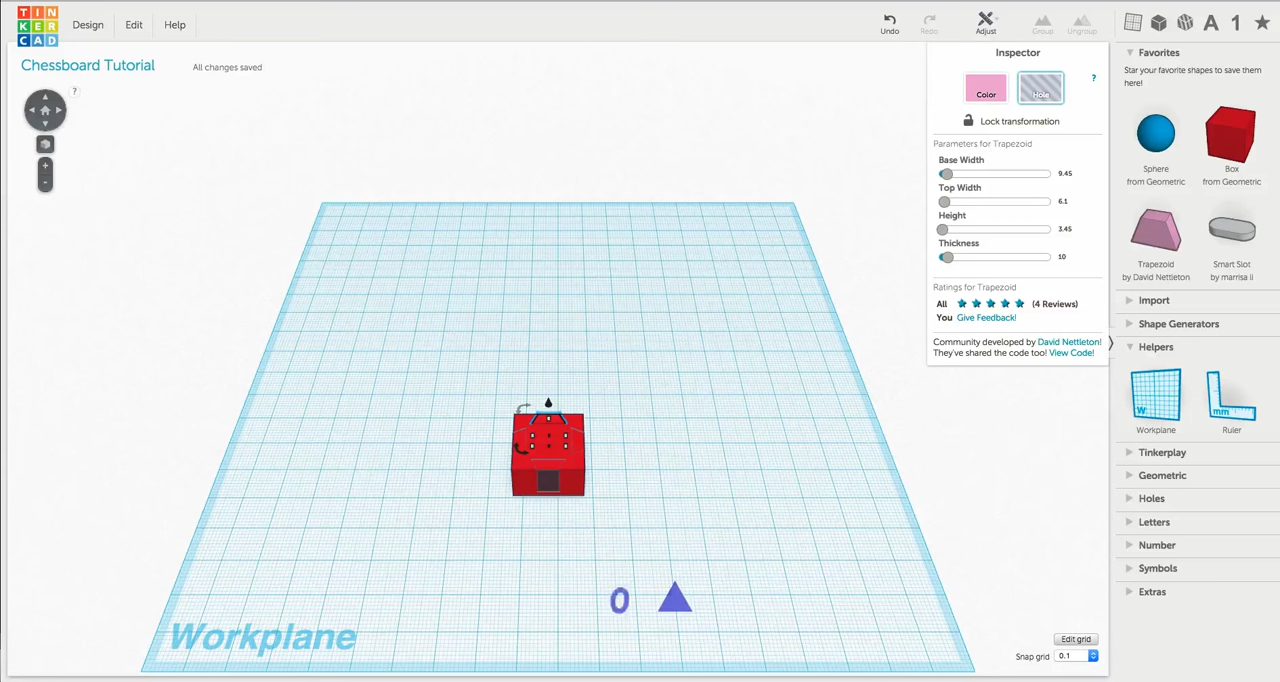 TIN
KER
CAD
Design
Edit
Help
Undo
Redo
Adjust
Group
Ungroup
A
1
Chessboard Tutorial
All changes saved
?
+
-
Inspector
Color
Hole
?
Lock transformation
Parameters for Trapezoid
Base Width
9.45
Top Width
6.1
Height
3.45
Thickness
10
Ratings for Trapezoid
All (4 Reviews)
You Give Feedback!
Community developed by David Nettleton!
They've shared the code too! View Code!
Favorites
Star your favorite shapes to save them
here!
Sphere
from Geometric
Box
from Geometric
Trapezoid
by David Nettleton
Smart Slot
by marrisa li
Import
Shape Generators
Helpers
W
Workplane
mm
Ruler
Tinkerplay
Geometric
Holes
Letters
Number
Symbols
Extras
0
Workplane
Edit grid
Snap grid 0.1